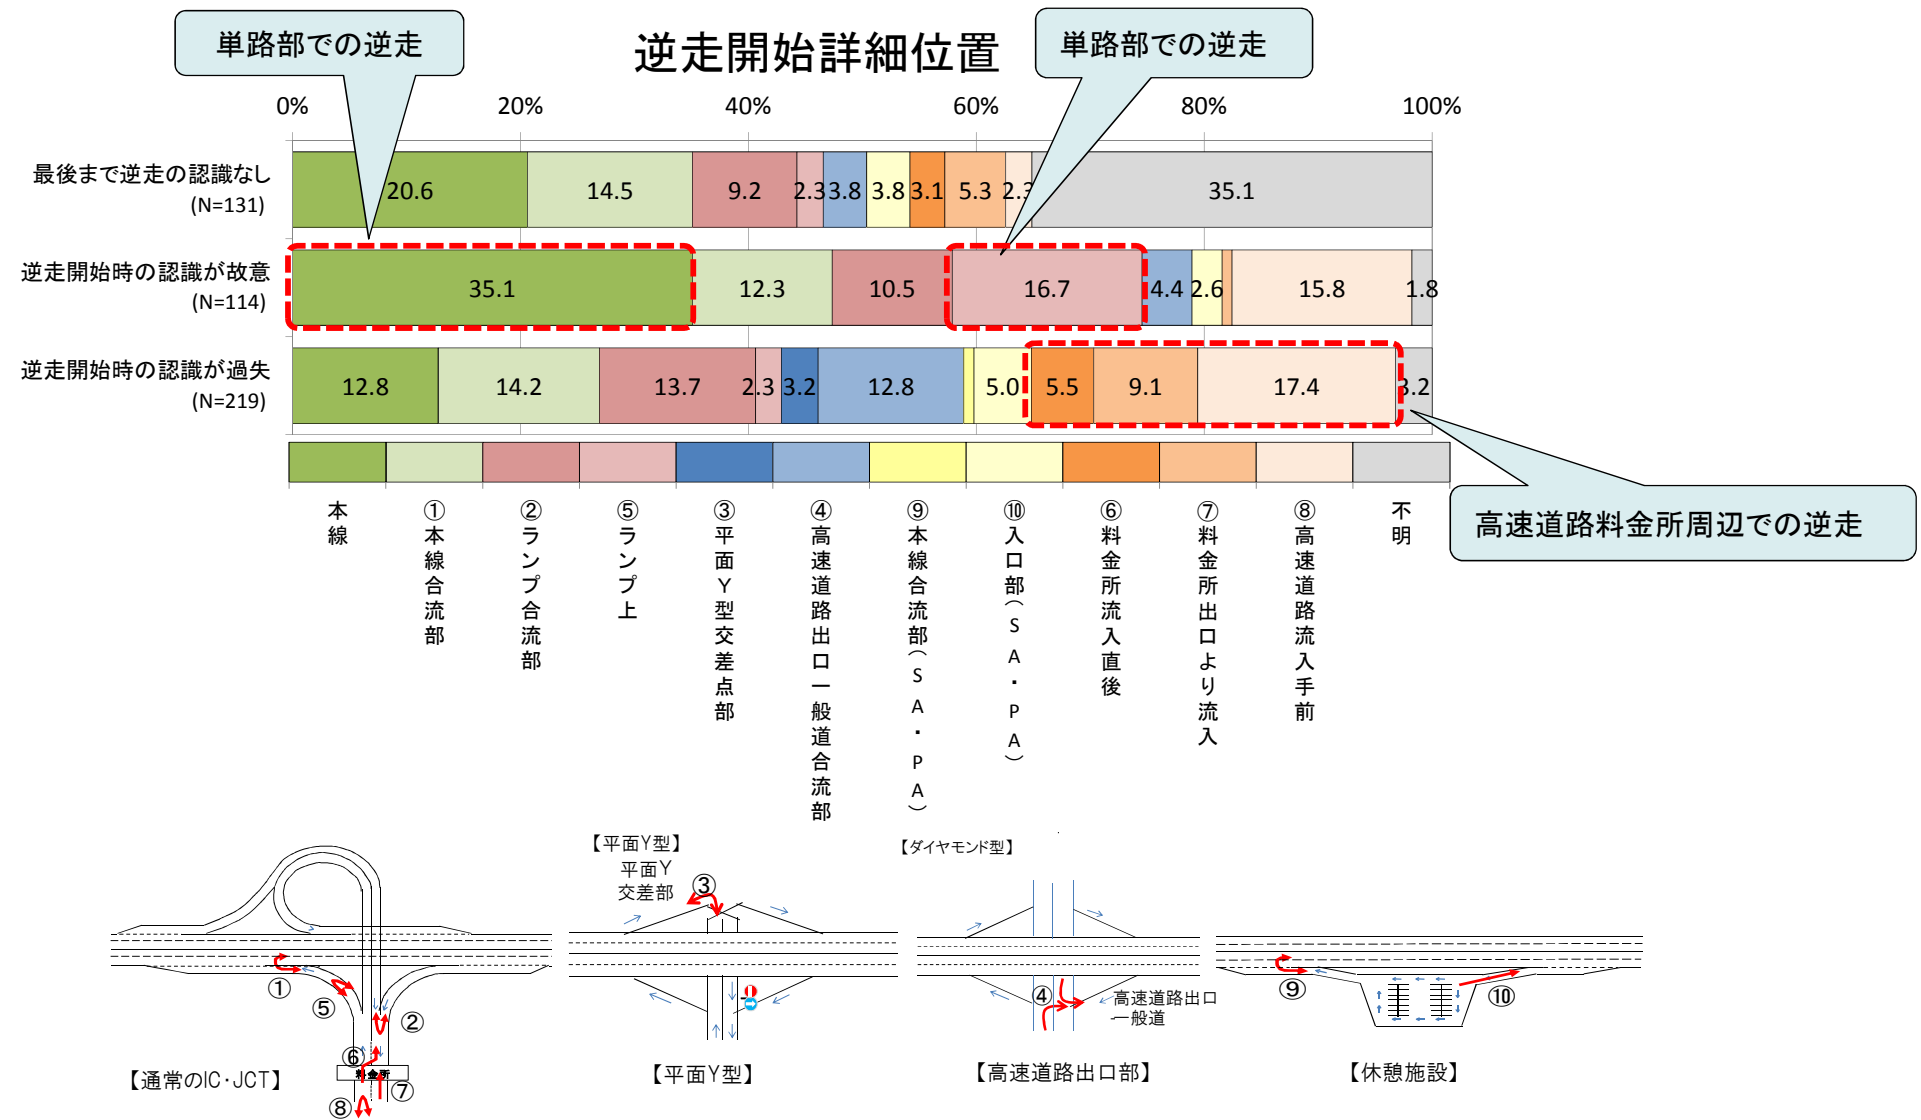 単路部での逆走
逆走開始詳細位置
単路部での逆走
0% 20% 40% 60% 80% 100%
最後まで逆走の認識なし
(N=131)
20.6 14.5 9.2 2.3 3.8 3.8 3.1 5.3 2.3 35.1
逆走開始時の認識が故意
(N=114)
35.1 12.3 10.5 16.7 4.4 2.6 15.8 1.8
逆走開始時の認識が過失
(N=219)
12.8 14.2 13.7 2.3 3.2 12.8 5.0 5.5 9.1 17.4 3.2
高速道路料金所周辺での逆走
本線
①本線合流部
②ランプ合流部
⑤ランプ上
③平面Y型交差点部
④高速道路出口一般道合流部
⑨本線合流部(SA・PA)
⑩入口部(SA・PA)
⑥料金所流入直後
⑦料金所出口より流入
⑧高速道路流入手前
不明
①
⑤
②
⑥
料金所
⑦
⑧
【通常のIC・JCT】
【平面Y型】
平面Y
交差部
③
【平面Y型】
【ダイヤモンド型】
④
高速道路出口
一般道
【高速道路出口部】
⑨
⑩
【休憩施設】